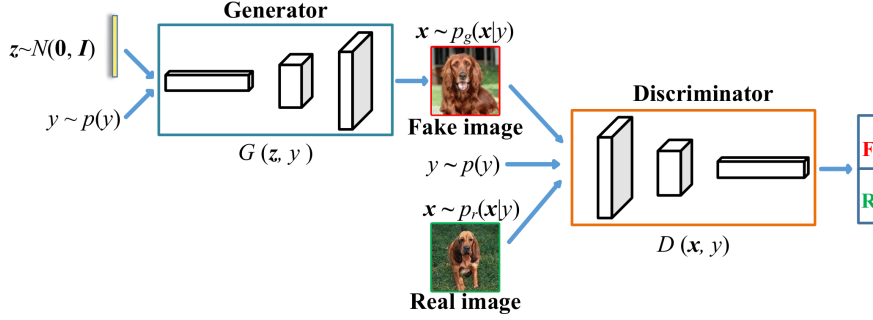 Generator
z~N(0, I)
y ~ p(y)
G (z, y )
x ~ pg(x|y)
Fake image
y ~ p(y)
x ~ pr(x|y)
Real image
Discriminator
D (x, y)
F
R